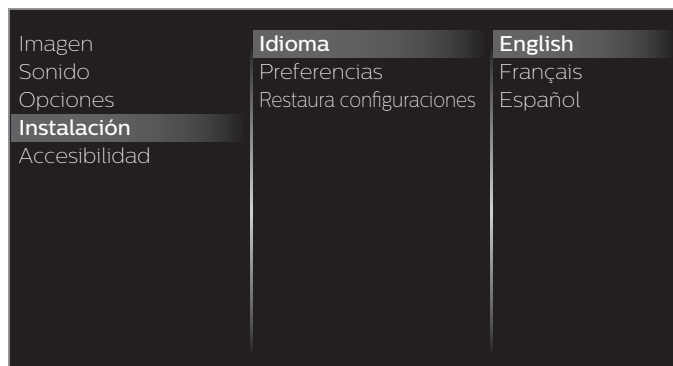 Imagen
Sonido
Opciones
Instalación
Accesibilidad
Idioma
Preferencias
Restaura configuraciones
English
Français
Español